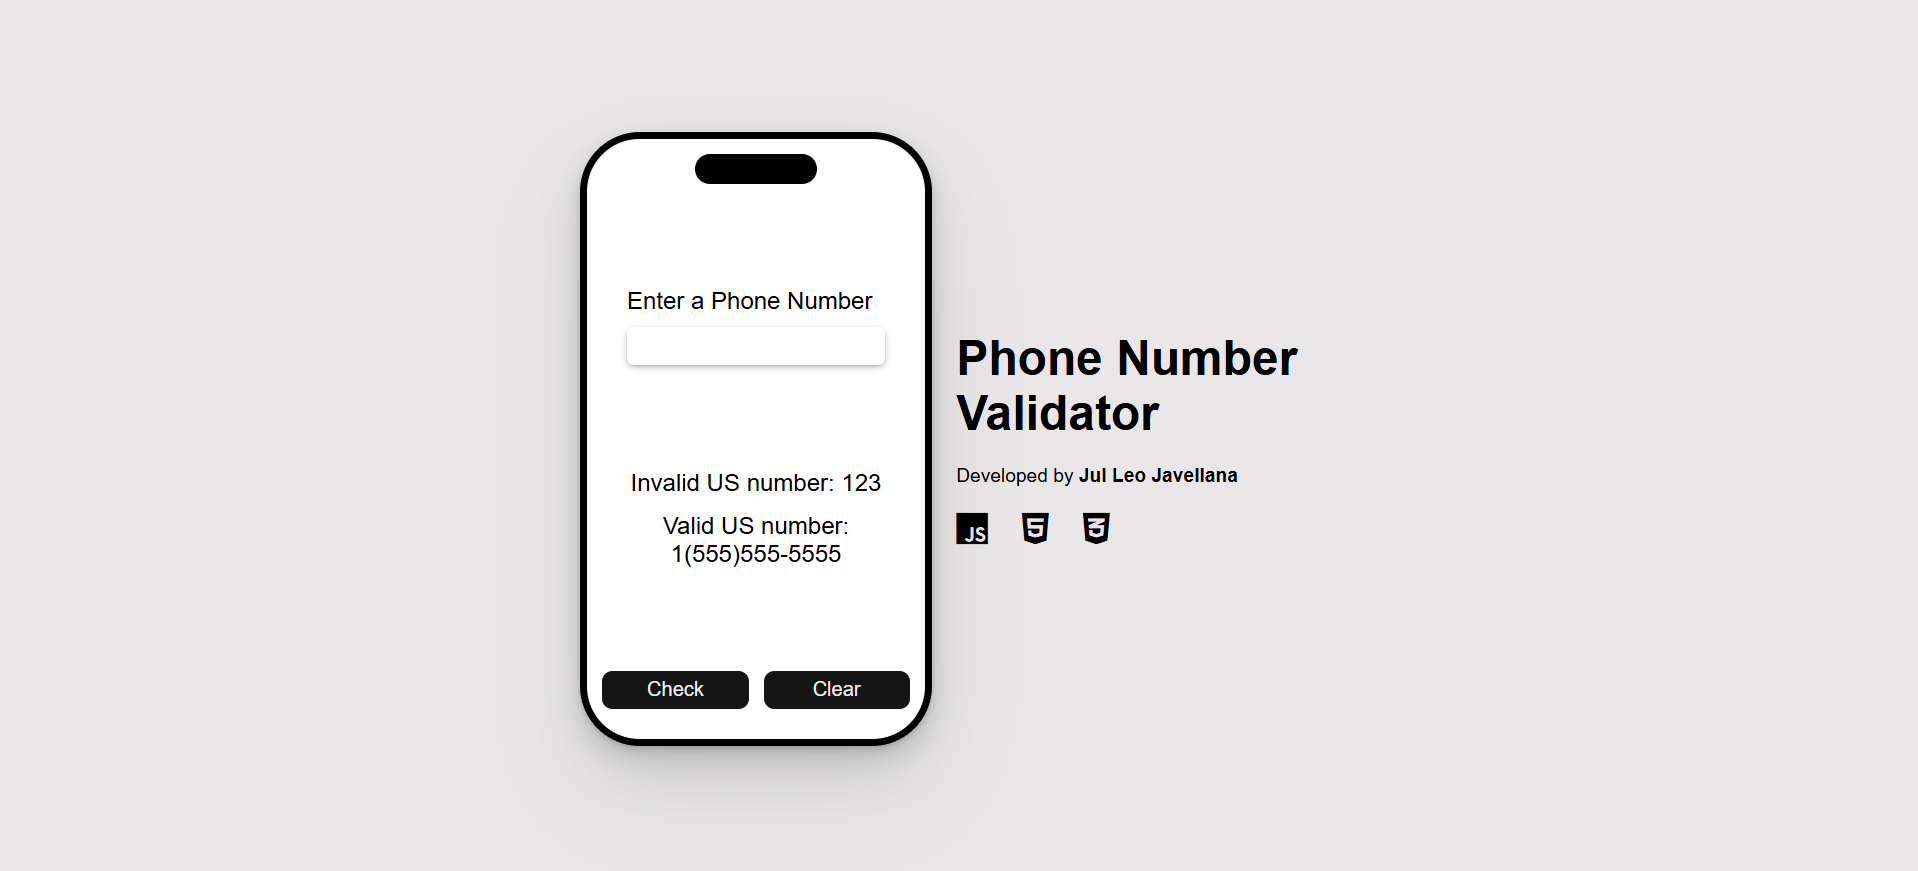 Enter a Phone Number
Invalid US number: 123
Valid US number:
1(555)555-5555
Check
Clear
Phone Number
Validator
Developed by Jul Leo Javellana
JS
5
3